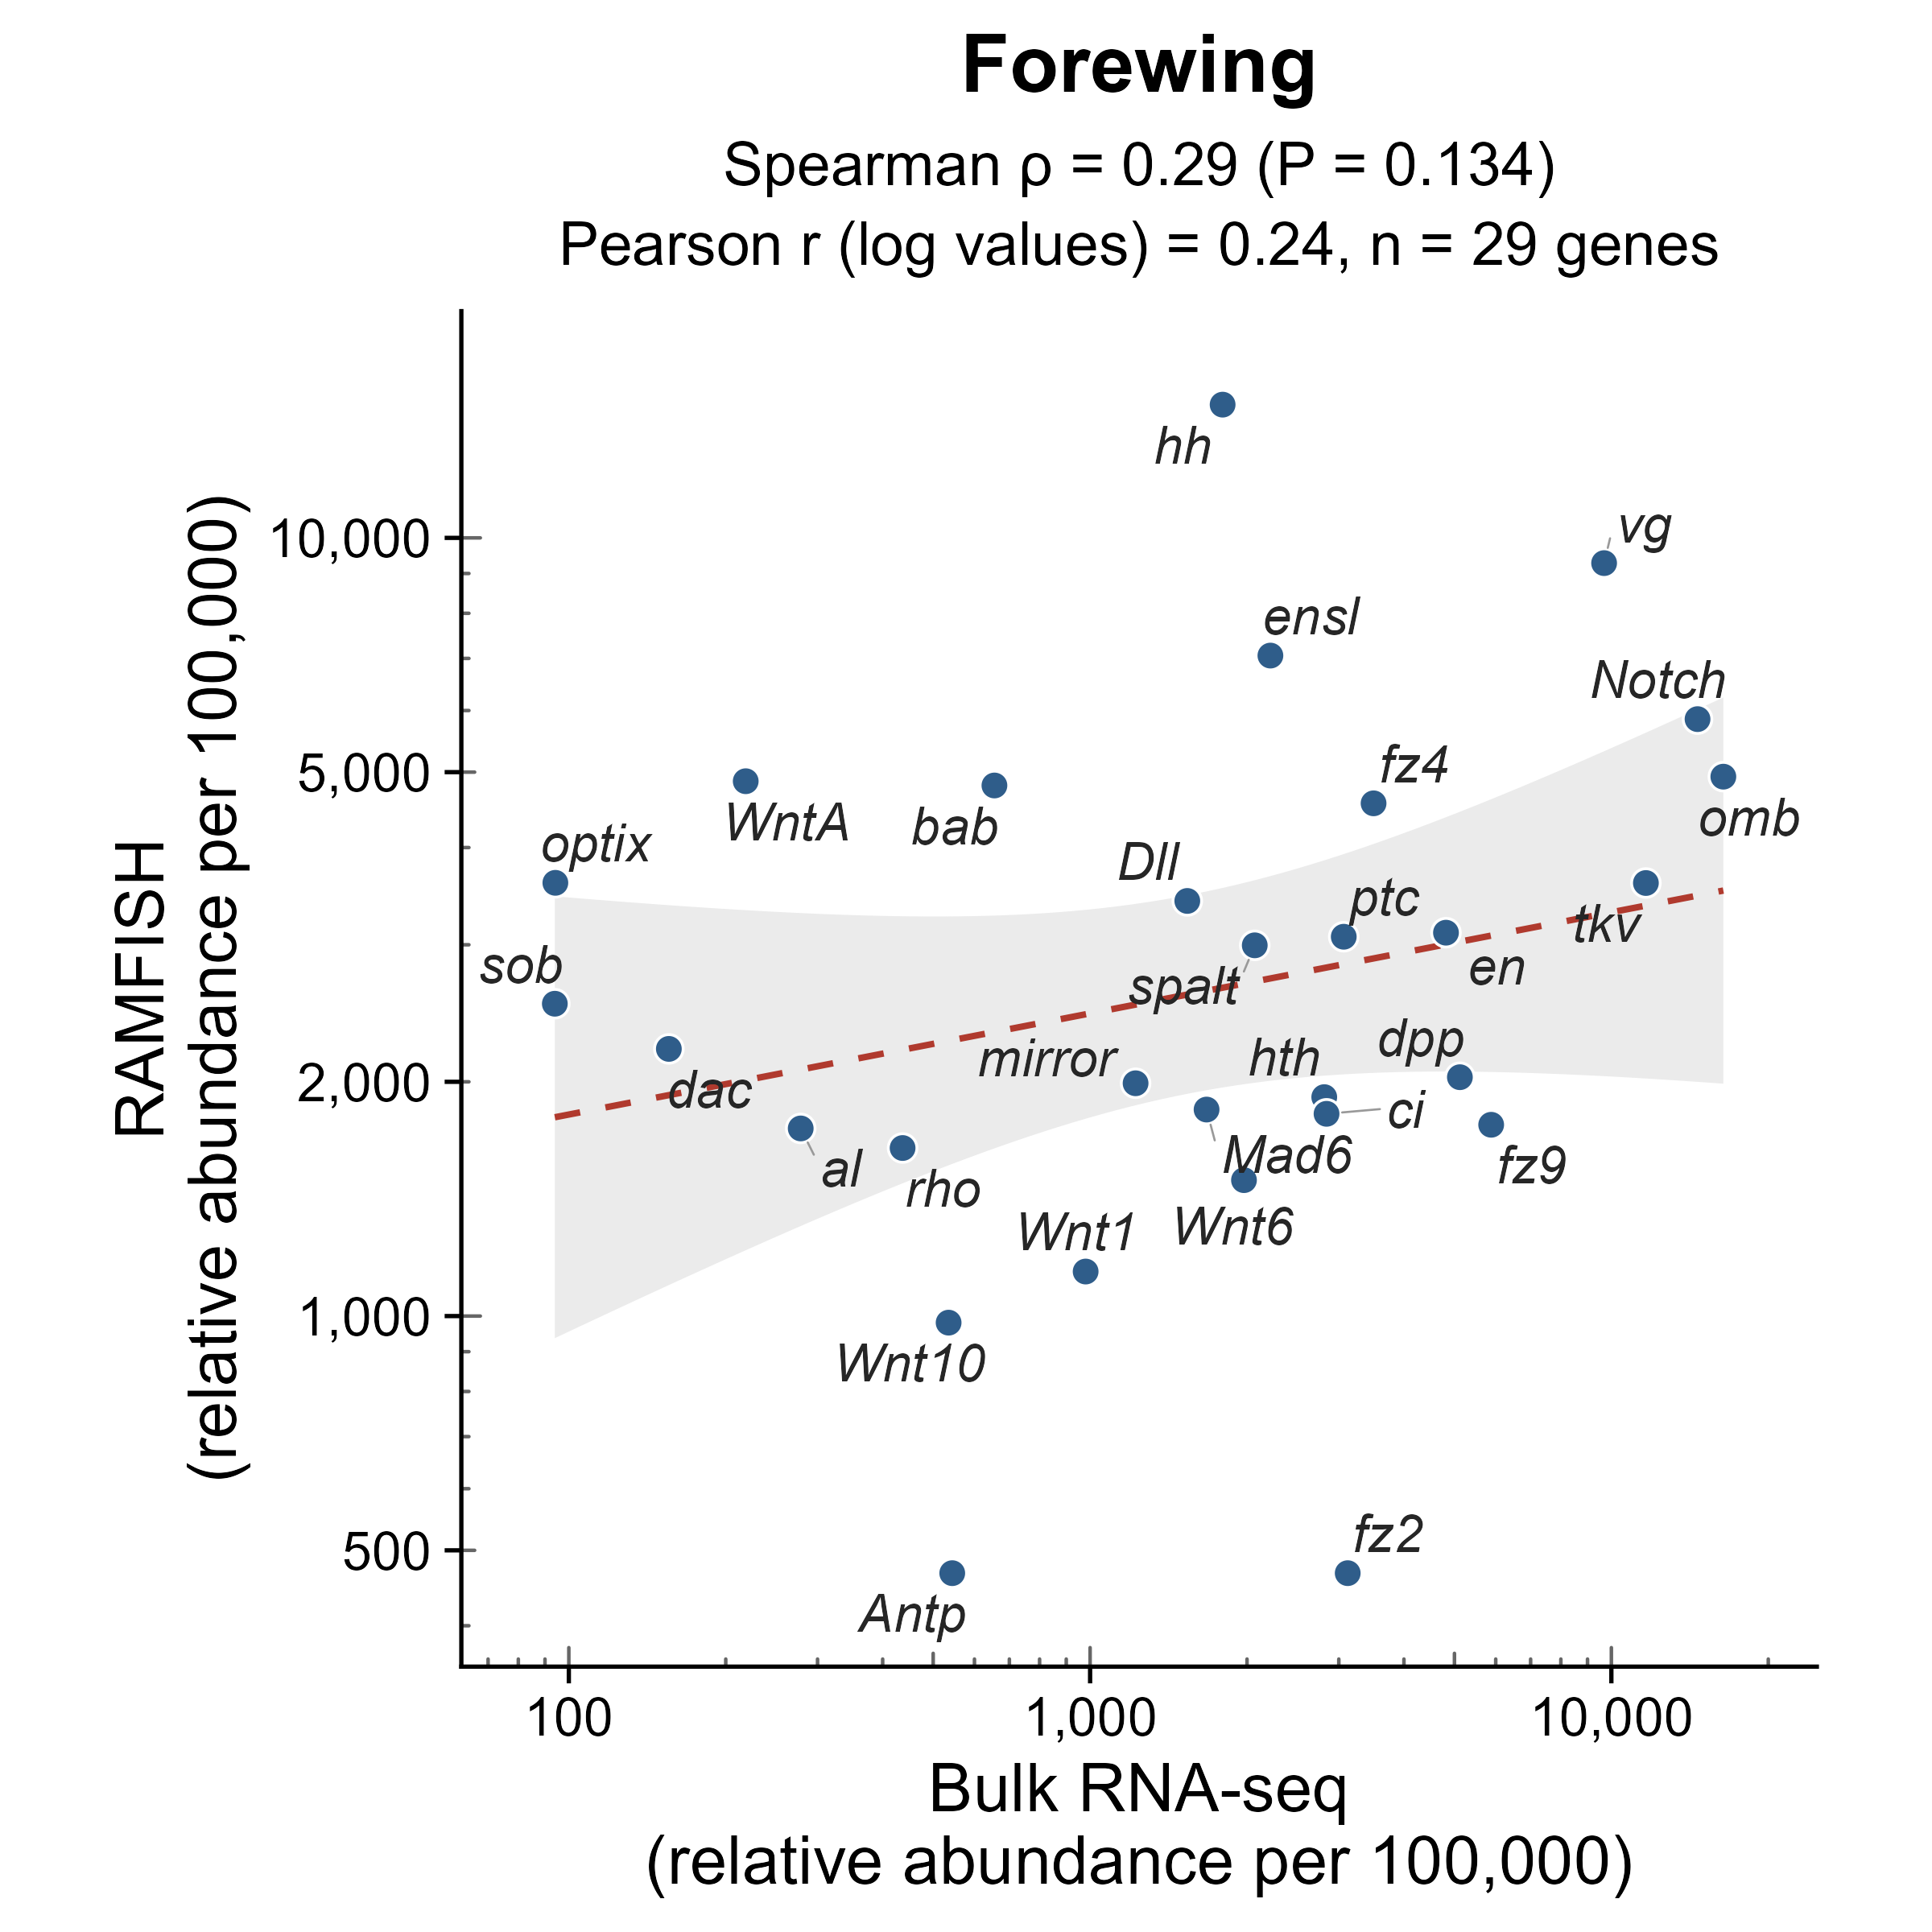 Forewing
Spearman ρ = 0.29 (P = 0.134)
Pearson r (log values) = 0.24, n = 29 genes
RAMFISH
(relative abundance per 100,000)
10,000
5,000
2,000
1,000
500
hh
vg
ensl
Notch
fz4
WntA
bab
omb
optix
Dll
ptc
tkv
sob
spalt
en
dac
mirror
hth
dpp
ci
al
Mad6
fz9
rho
Wnt1
Wnt6
Wnt10
fz2
Antp
100
1,000
10,000
Bulk RNA-seq
(relative abundance per 100,000)